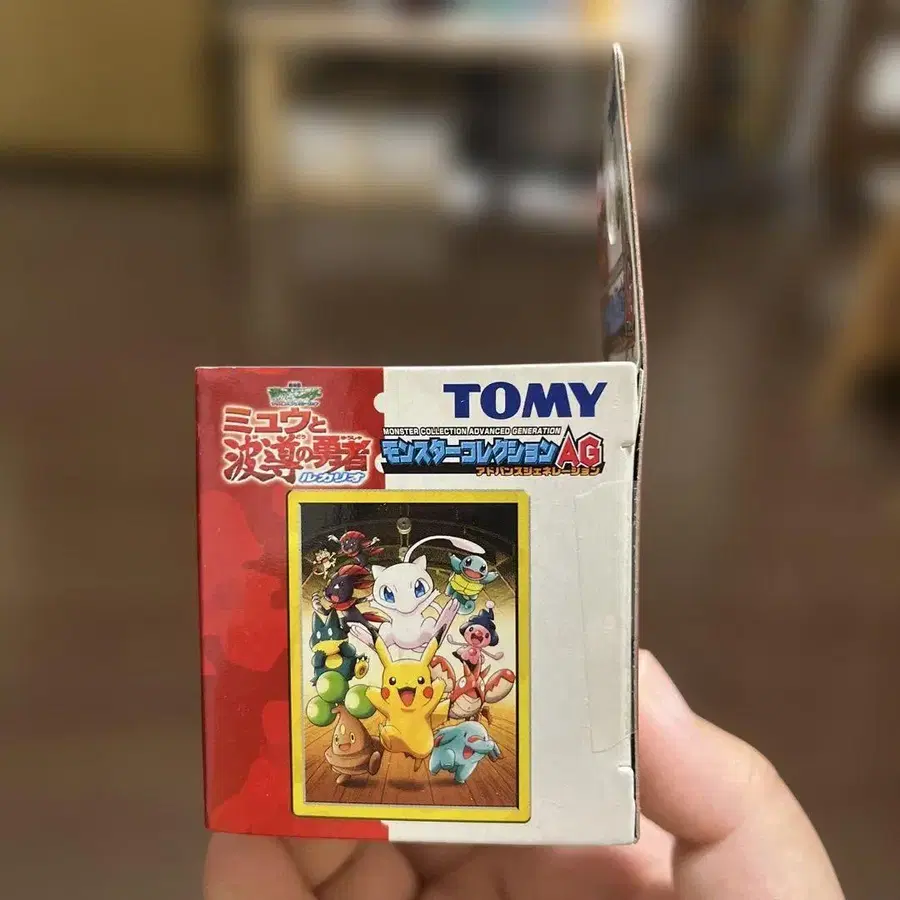 ミュウと
波導の勇者
ルカリオ
TOMY
MONSTER COLLECTION ADVANCED GENERATION
モンスターコレクションAG
アドバンスジェネレーション